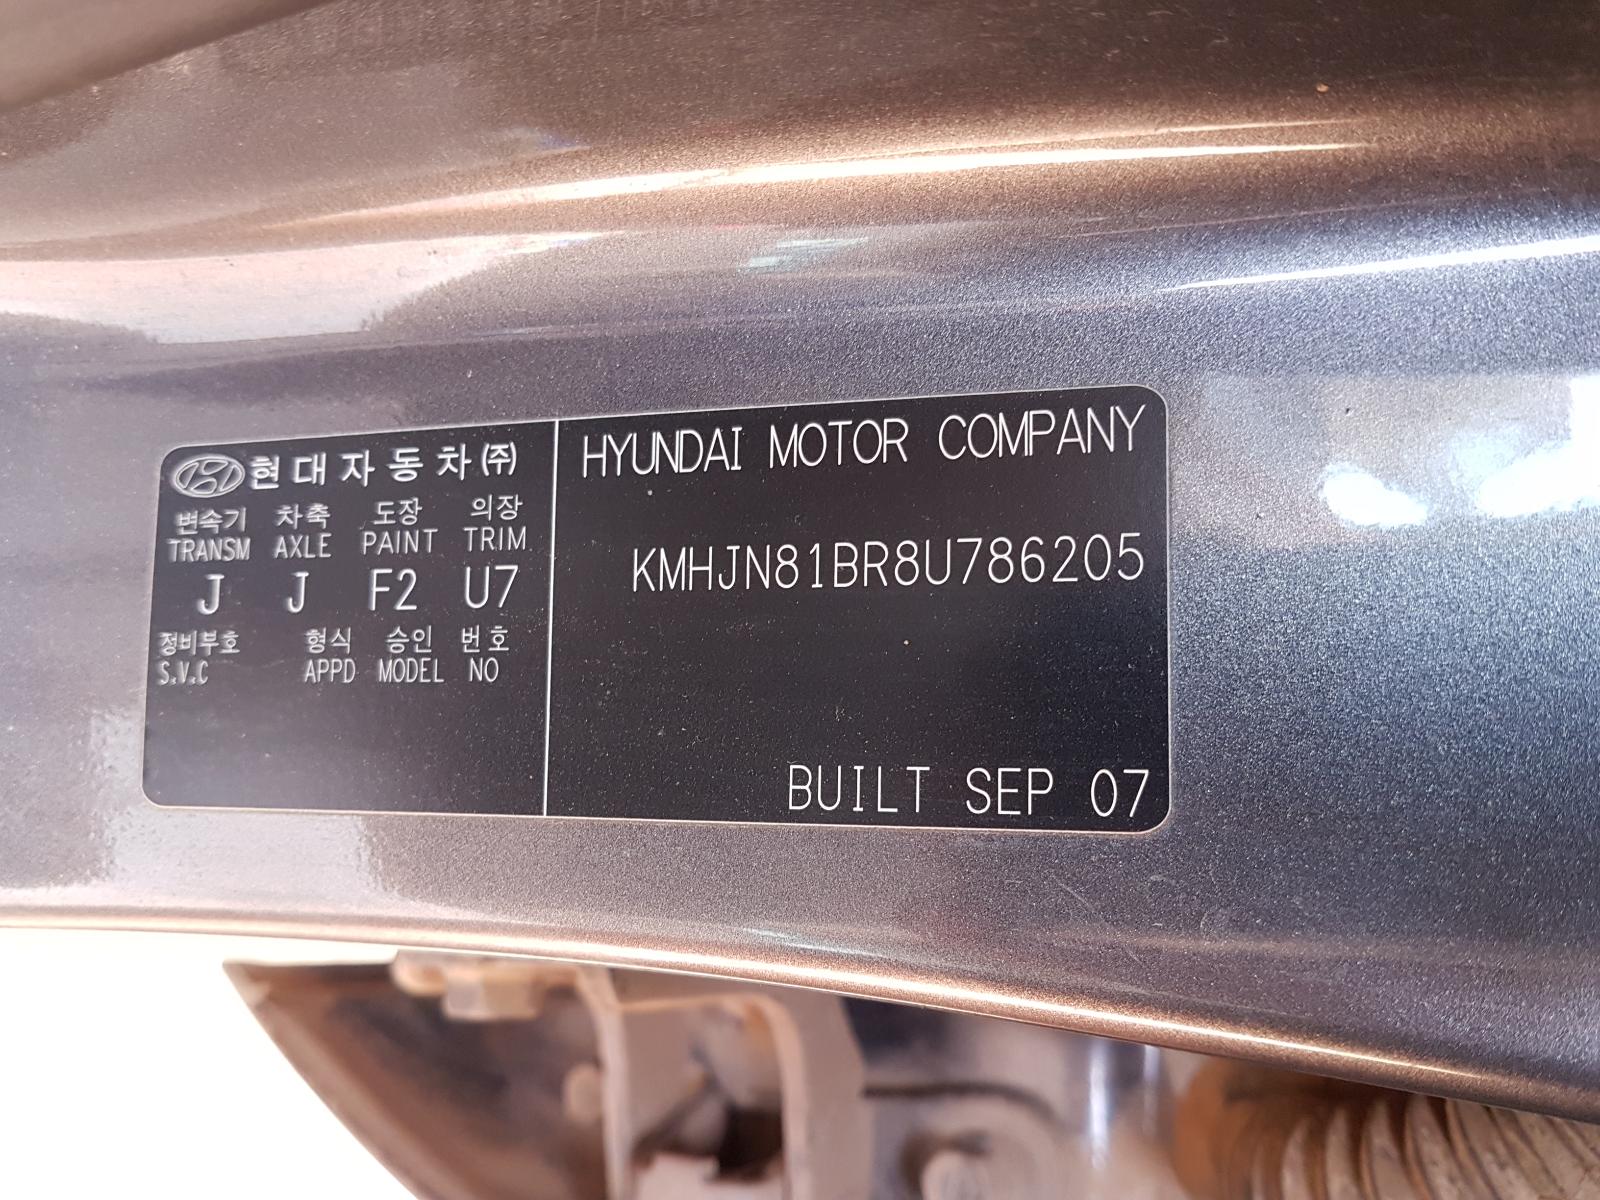 현대자동차㈜
변속기 차축 도장 의장
TRANSM AXLE PAINT TRIM
J J F2 U7
정비부호 형식 승인 번호
S.V.C APPD MODEL NO
HYUNDAI MOTOR COMPANY
KMHJN81BR8U786205
BUILT SEP 07